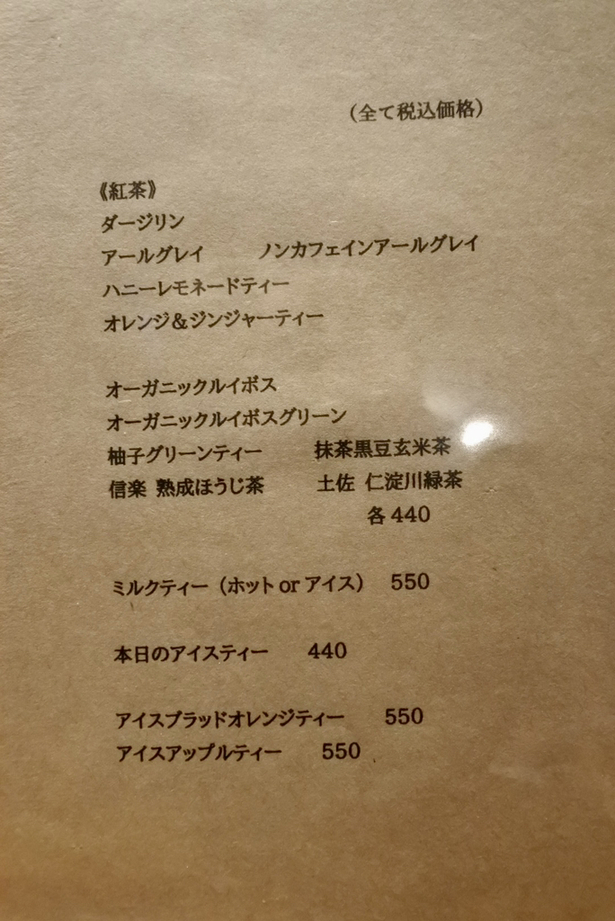 （全て税込価格）
《紅茶》
ダージリン
アールグレイ　ノンカフェインアールグレイ
ハニーレモネードティー
オレンジ＆ジンジャーティー
オーガニックルイボス
オーガニックルイボスグリーン
柚子グリーンティー　抹茶黒豆玄米茶
信楽 熟成ほうじ茶　土佐 仁淀川緑茶
各 440
ミルクティー（ホット or アイス）　550
本日のアイスティー　440
アイスブラッドオレンジティー　550
アイスアップルティー　550